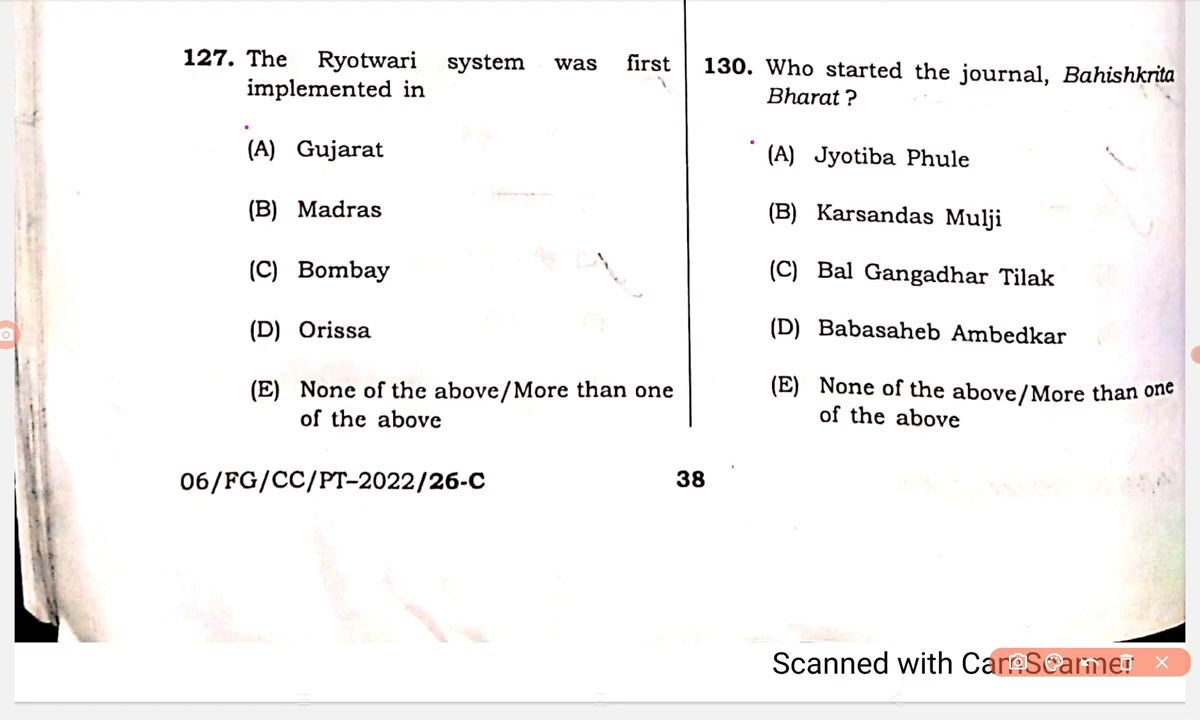 127. The Ryotwari system was first
implemented in
(A) Gujarat
(B) Madras
(C) Bombay
(D) Orissa
(E) None of the above/More than one
of the above
130. Who started the journal, Bahishkrita
Bharat ?
(A) Jyotiba Phule
(B) Karsandas Mulji
(C) Bal Gangadhar Tilak
(D) Babasaheb Ambedkar
(E) None of the above/More than one
of the above
06/FG/CC/PT–2022/26-C
38
Scanned with CamScanner